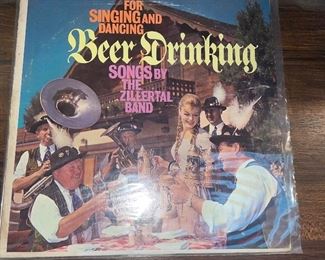 FOR
SINGING AND
DANCING
Beer Drinking
SONGS BY
THE
ZILLERTAL
BAND